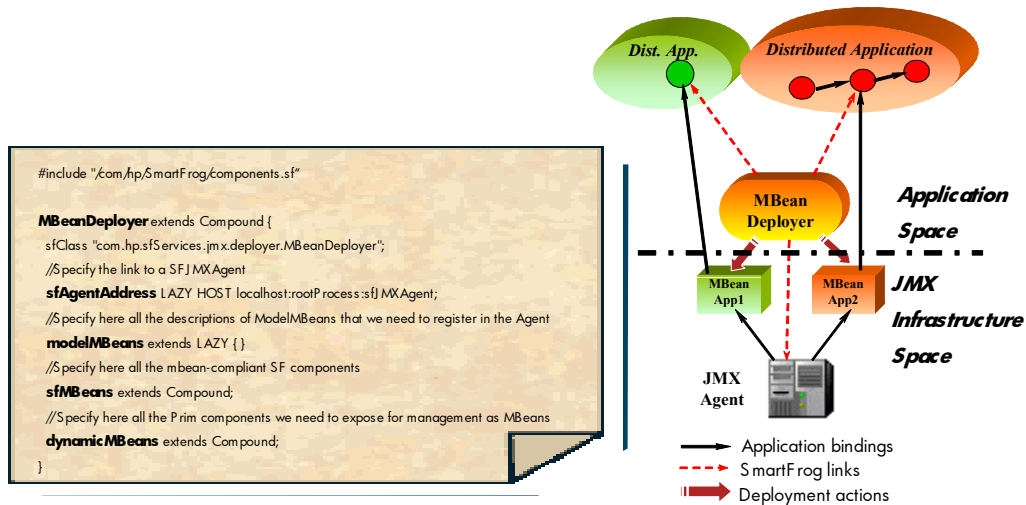 #include "/com/hp/SmartFrog/components.sf"
MBeanDeployer extends Compound {
sfClass "com.hp.sfServices.jmx.deployer.MBeanDeployer";
//Specify the link to a SFJMXAgent
sfAgentAddress LAZY HOST localhost:rootProcess:sfJMXAgent;
//Specify here all the descriptions of ModelMBeans that we need to register in the Agent
modelMBeans extends LAZY { }
//Specify here all the mbean-compliant SF components
sfMBeans extends Compound;
//Specify here all the Prim components we need to expose for management as MBeans
dynamicMBeans extends Compound;
}
Dist. App.
Distributed Application
MBean
Deployer
Application
Space
MBean
App1
MBean
App2
JMX
Infrastructure
Space
JMX
Agent
Application bindings
SmartFrog links
Deployment actions